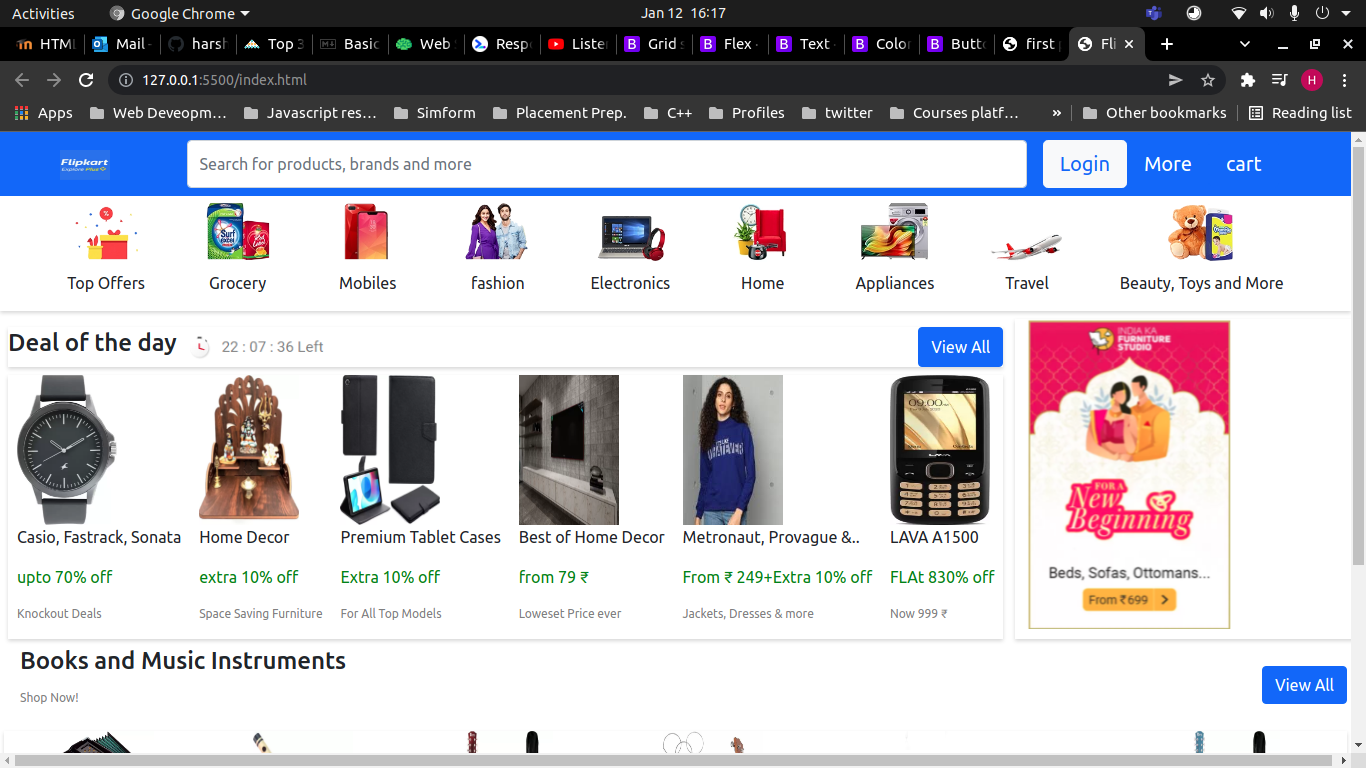 Activities
Google Chrome
Jan 12 16:17
HTML
Mail
harsh
Top 3
Basic
Web
Respo
Listen
Grid s
Flex
Text
Color
Butto
first
Fli
127.0.0.1:5500/index.html
H
Apps
Web Deveopm…
Javascript res…
Simform
Placement Prep.
C++
Profiles
twitter
Courses platf…
»
Other bookmarks
Reading list
Flipkart
Explore Plus
Search for products, brands and more
Login
More
cart
Surf
excel
Top Offers
Grocery
Mobiles
fashion
Electronics
Home
Appliances
Travel
Beauty, Toys and More
Deal of the day
22 : 07 : 36 Left
View All
WHATEVER
09.00
LAVA
Casio, Fastrack, Sonata
Home Decor
Premium Tablet Cases
Best of Home Decor
Metronaut, Provague &..
LAVA A1500
upto 70% off
extra 10% off
Extra 10% off
from 79 ₹
From ₹ 249+Extra 10% off
FLAt 830% off
Knockout Deals
Space Saving Furniture
For All Top Models
Loweset Price ever
Jackets, Dresses & more
Now 999 ₹
INDIA KA
FURNITURE
STUDIO
FOR A
New
Beginning
Beds, Sofas, Ottomans...
From ₹699
Books and Music Instruments
Shop Now!
View All